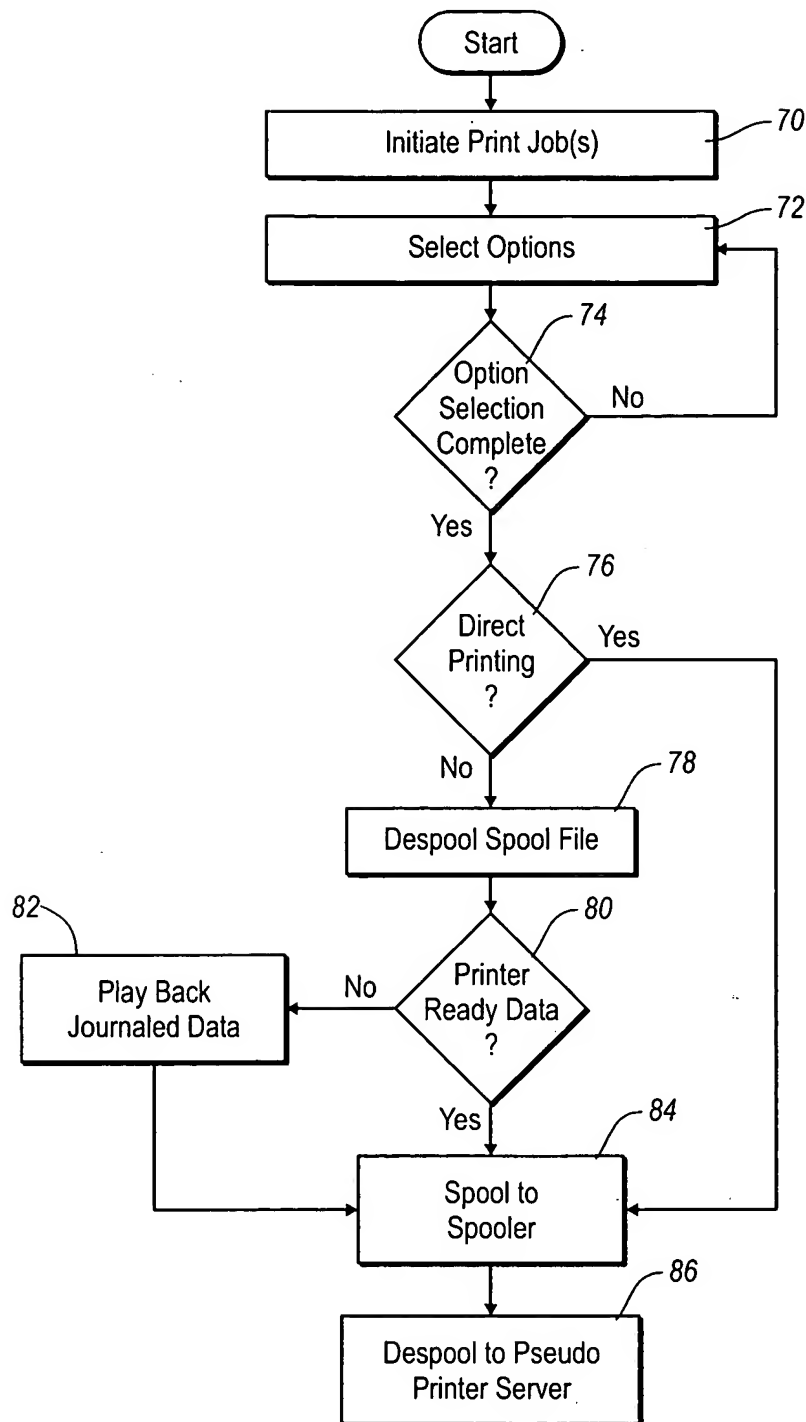 Start
70
Initiate Print Job(s)
72
Select Options
74
Option
Selection
Complete
?
No
Yes
76
Direct
Printing
?
Yes
No
78
Despool Spool File
82
80
Play Back
Journaled Data
No
Printer
Ready Data
?
Yes
84
Spool to
Spooler
86
Despool to Pseudo
Printer Server